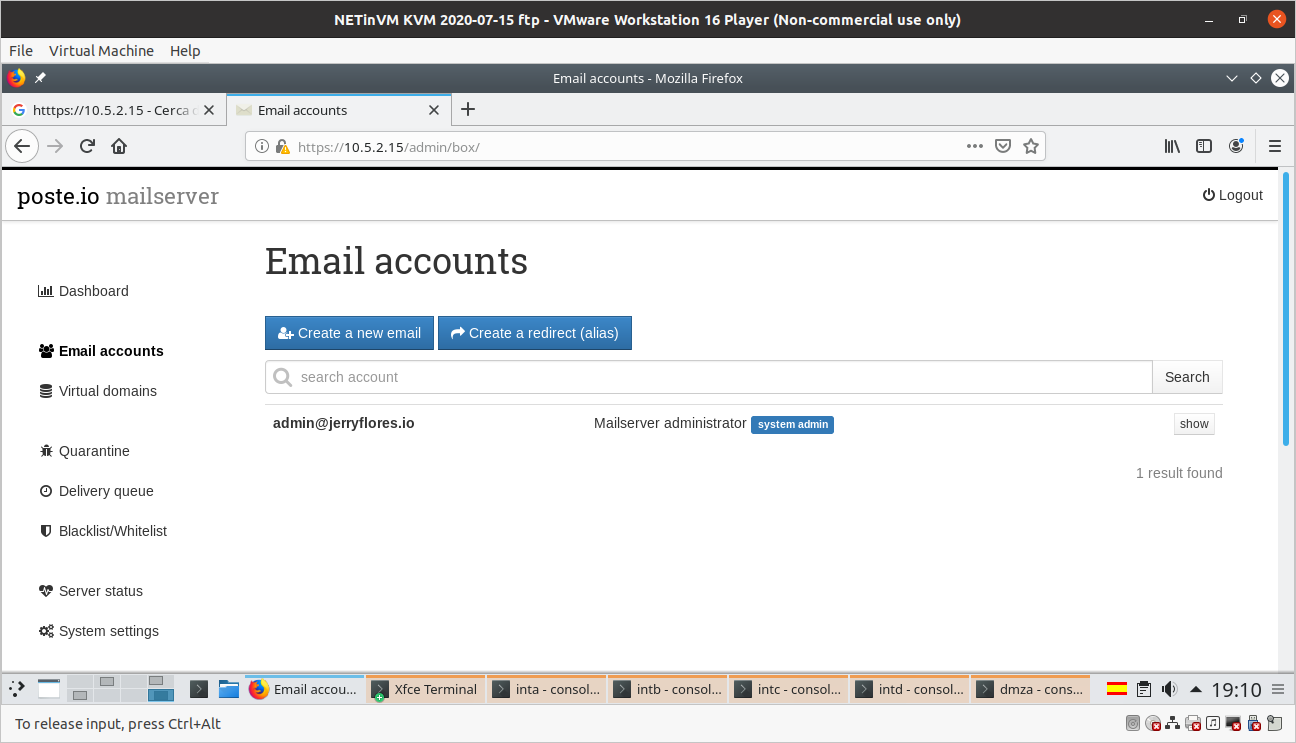 NETinVM KVM 2020-07-15 ftp - VMware Workstation 16 Player (Non-commercial use only)
File Virtual Machine Help
Email accounts - Mozilla Firefox
htttps://10.5.2.15 - Cerca
Email accounts
https://10.5.2.15/admin/box/
poste.io mailserver
Logout
Email accounts
Dashboard
Create a new email
Create a redirect (alias)
Email accounts
search account
Search
Virtual domains
admin@jerryflores.io
Mailserver administrator system admin
show
Quarantine
1 result found
Delivery queue
Blacklist/Whitelist
Server status
System settings
Email accou...
Xfce Terminal
inta - consol...
intb - consol...
intc - consol...
intd - consol...
dmza - cons...
19:10
To release input, press Ctrl+Alt